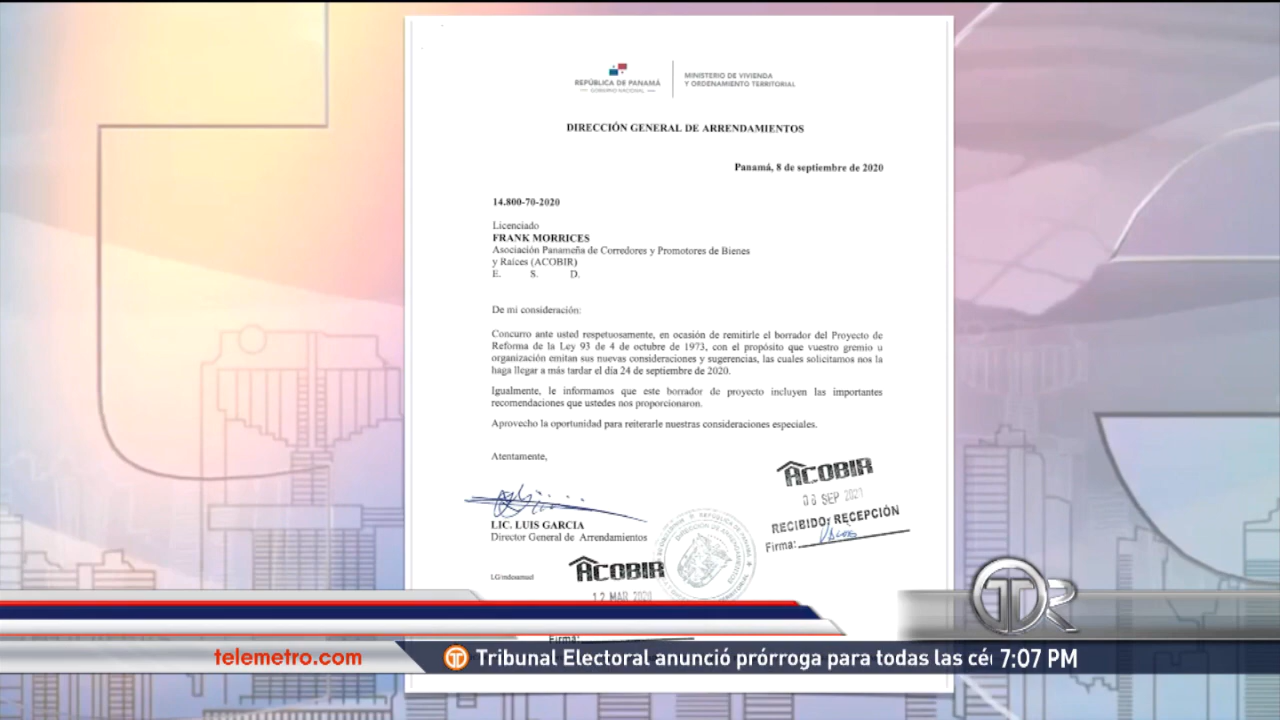 REPÚBLICA DE PANAMÁ
— GOBIERNO NACIONAL —
MINISTERIO DE VIVIENDA
Y ORDENAMIENTO TERRITORIAL
DIRECCIÓN GENERAL DE ARRENDAMIENTOS
Panamá, 8 de septiembre de 2020
14.800-70-2020
Licenciado
FRANK MORRICES
Asociación Panameña de Corredores y Promotores de Bienes
y Raíces (ACOBIR)
E. S. D.
De mi consideración:
Concurro ante usted respetuosamente, en ocasión de remitirle el borrador del Proyecto de
Reforma de la Ley 93 de 4 de octubre de 1973, con el propósito que vuestro gremio u
organización emitan sus nuevas consideraciones y sugerencias, las cuales solicitamos nos la
haga llegar a más tardar el día 24 de septiembre de 2020.
Igualmente, le informamos que este borrador de proyecto incluyen las importantes
recomendaciones que ustedes nos proporcionaron.
Aprovecho la oportunidad para reiterarle nuestras consideraciones especiales.
Atentamente,
LIC. LUIS GARCIA
Director General de Arrendamientos
ACOBIR
08 SEP
RECIBIDO: RECEPCIÓN
Firma:
ACOBIR
12 MAR 2020
Firma:
telemetro.com
Tribunal Electoral anunció prórroga para todas las cé
7:07 PM
TR